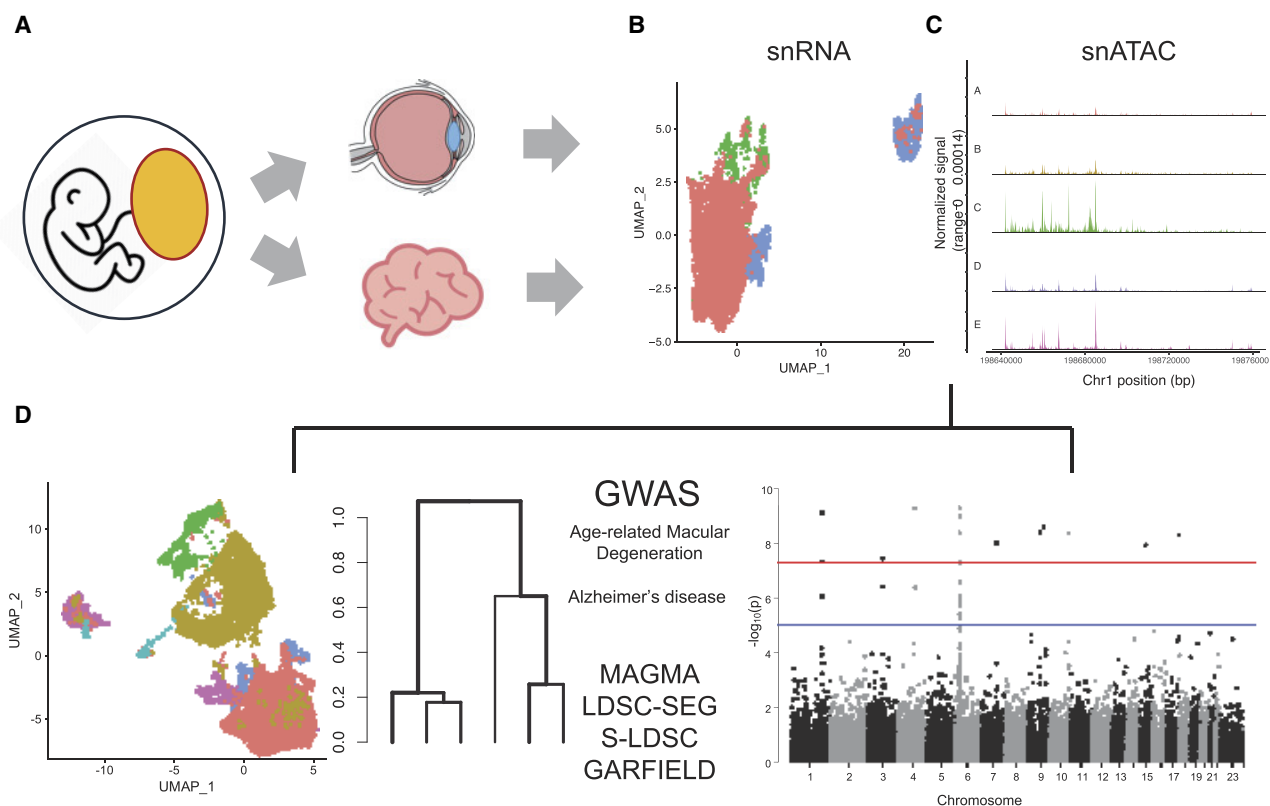 A
B
C
snRNA
snATAC
UMAP_2
5.0
2.5
0.0
−2.5
−5.0
0
10
20
UMAP_1
Normalized signal
(range 0 0.00014)
A
B
C
D
E
198640000
198680000
198720000
19876000
Chr1 position (bp)
D
UMAP_2
10
5
0
-5
-10
-5
0
5
UMAP_1
1.0
0.8
0.6
0.4
0.2
0.0
GWAS
Age-related Macular
Degeneration
Alzheimer's disease
MAGMA
LDSC-SEG
S-LDSC
GARFIELD
-log10(p)
10
8
6
4
2
0
1 2 3 4 5 6 7 8 9 10 11 12 13 15 17 19 21 23
Chromosome